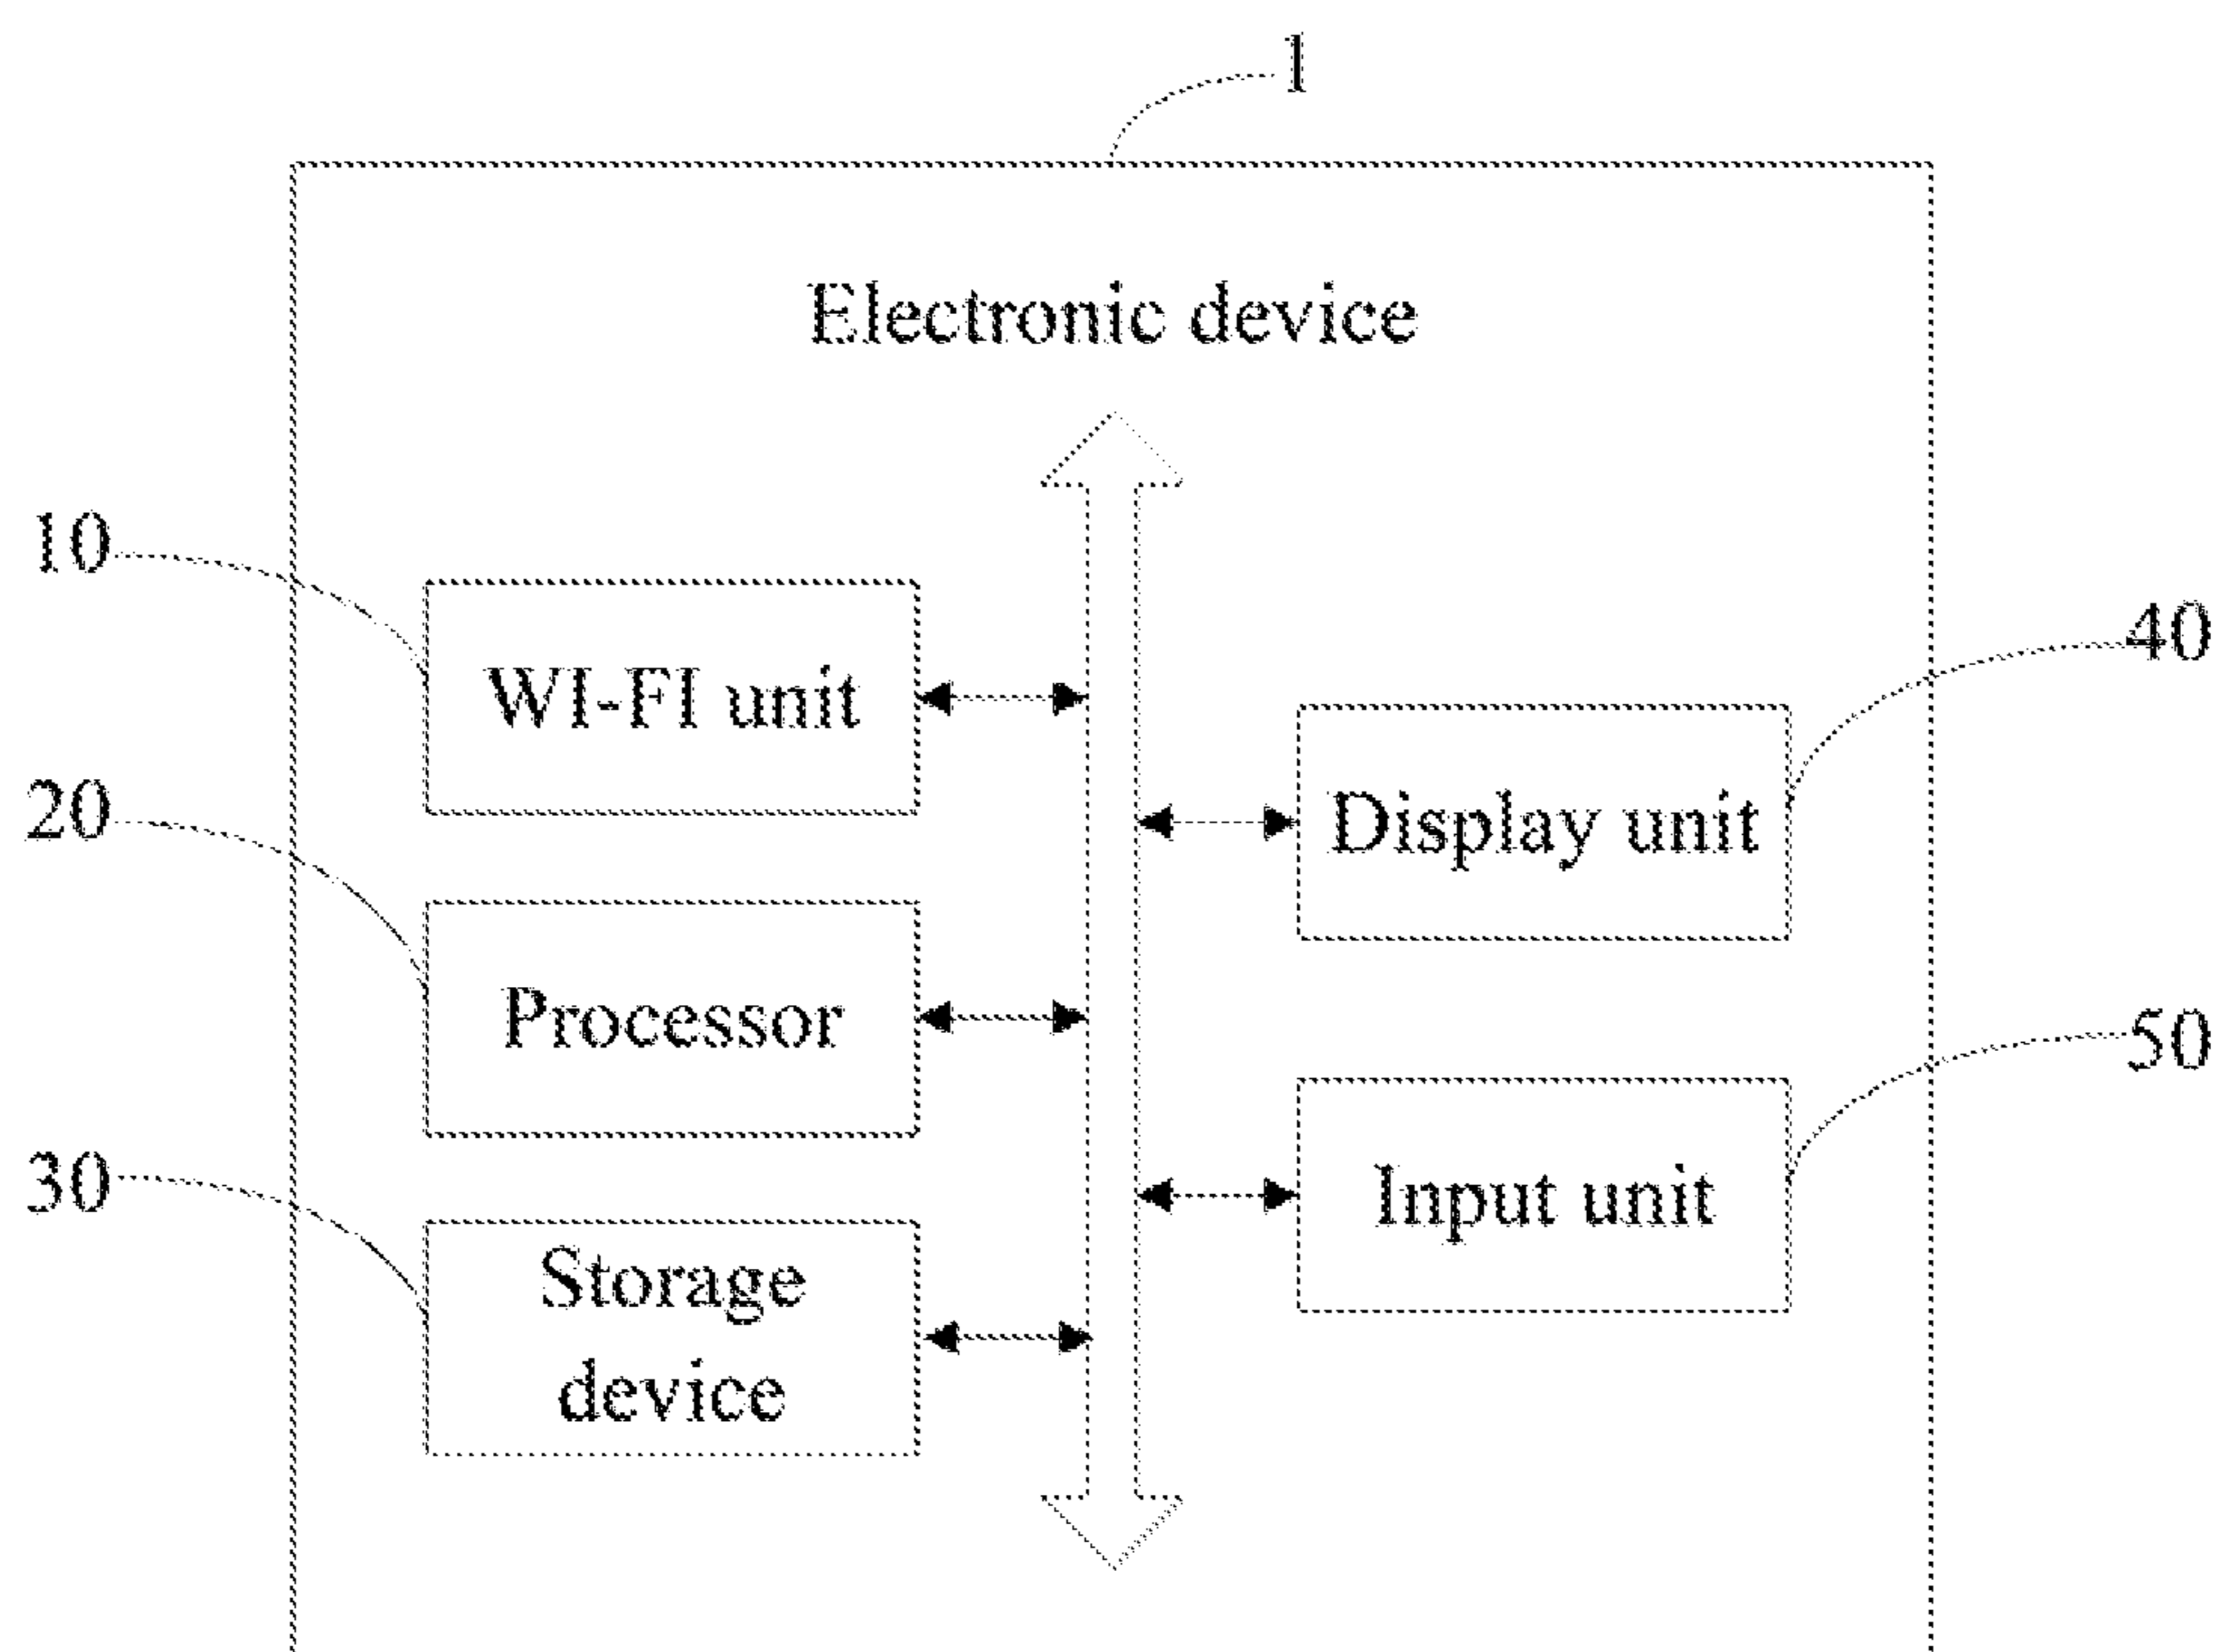 1
Electronic device
10
WI-FI unit
40
20
Display unit
Processor
50
30
Input unit
Storage
device